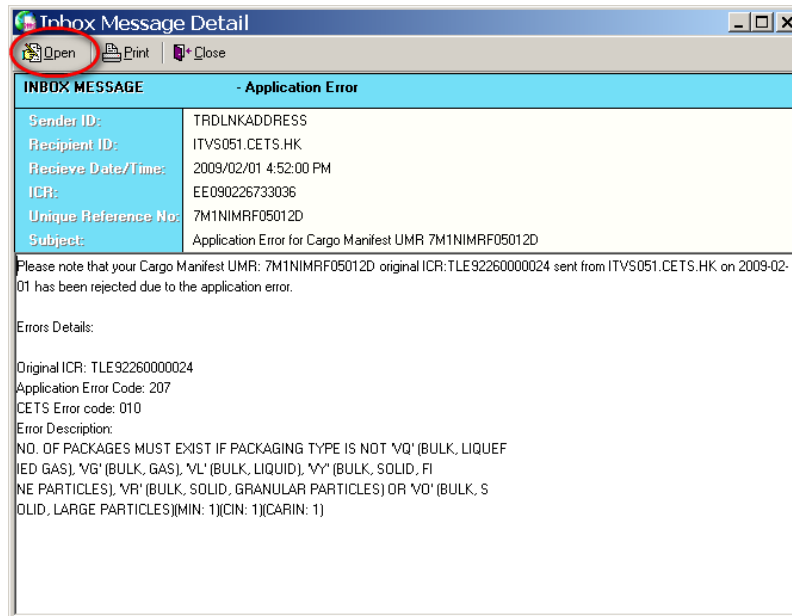 Inbox Message Detail
Open Print Close
INBOX MESSAGE - Application Error
Sender ID: TRDLNKADDRESS
Recipient ID: ITVS051.CETS.HK
Recieve Date/Time: 2009/02/01 4:52:00 PM
ICR: EE090226733036
Unique Reference No: 7M1NIMRF05012D
Subject: Application Error for Cargo Manifest UMR 7M1NIMRF05012D
Please note that your Cargo Manifest UMR: 7M1NIMRF05012D original ICR:TLE92260000024 sent from ITVS051.CETS.HK on 2009-02-
01 has been rejected due to the application error.
Errors Details:
Original ICR: TLE92260000024
Application Error Code: 207
CETS Error code: 010
Error Description:
NO. OF PACKAGES MUST EXIST IF PACKAGING TYPE IS NOT 'VQ' (BULK, LIQUEF
IED GAS), 'VG' (BULK, GAS), 'VL' (BULK, LIQUID), 'VY' (BULK, SOLID, FI
NE PARTICLES), 'VR' (BULK, SOLID, GRANULAR PARTICLES) OR 'VO' (BULK, S
OLID, LARGE PARTICLES)(MIN: 1)(CIN: 1)(CARIN: 1)